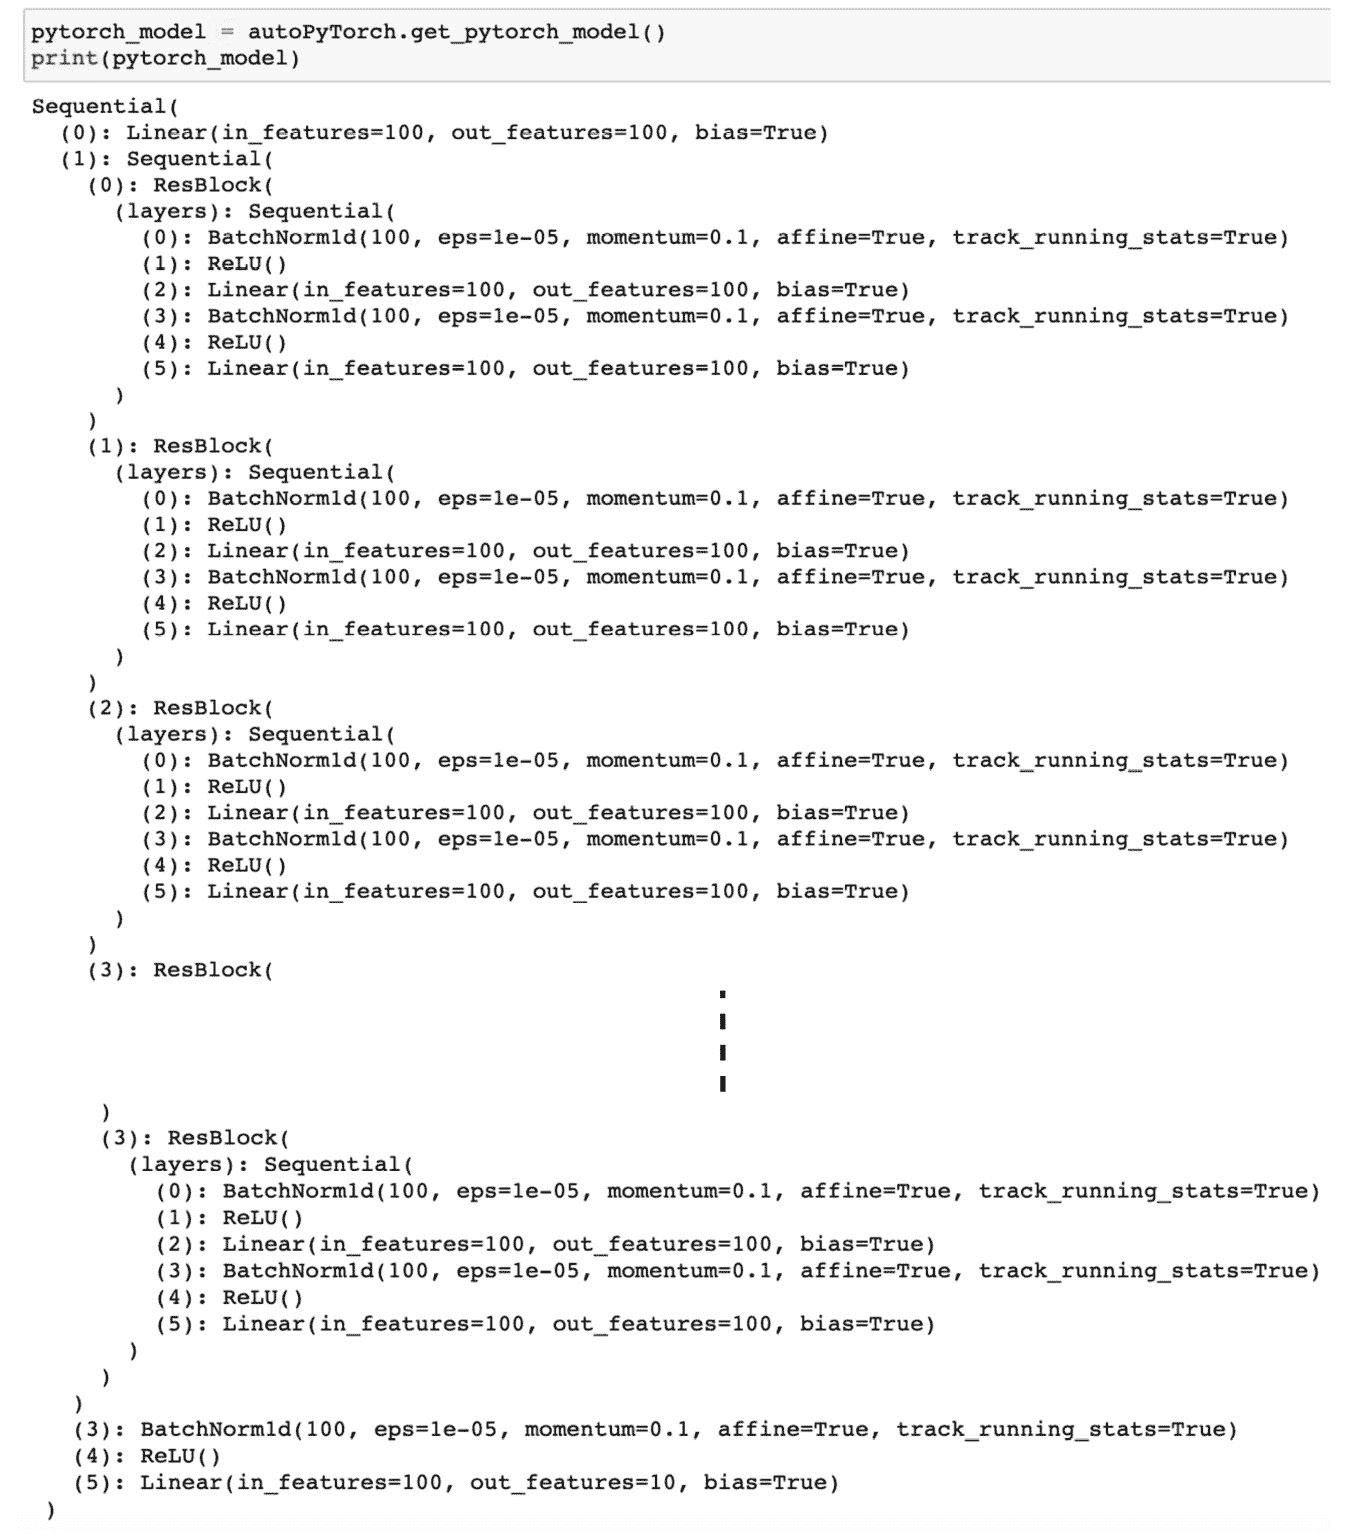 pytorch_model = autoPyTorch.get_pytorch_model()
print(pytorch_model)
Sequential(
  (0): Linear(in_features=100, out_features=100, bias=True)
  (1): Sequential(
    (0): ResBlock(
      (layers): Sequential(
        (0): BatchNorm1d(100, eps=1e-05, momentum=0.1, affine=True, track_running_stats=True)
        (1): ReLU()
        (2): Linear(in_features=100, out_features=100, bias=True)
        (3): BatchNorm1d(100, eps=1e-05, momentum=0.1, affine=True, track_running_stats=True)
        (4): ReLU()
        (5): Linear(in_features=100, out_features=100, bias=True)
      )
    )
    (1): ResBlock(
      (layers): Sequential(
        (0): BatchNorm1d(100, eps=1e-05, momentum=0.1, affine=True, track_running_stats=True)
        (1): ReLU()
        (2): Linear(in_features=100, out_features=100, bias=True)
        (3): BatchNorm1d(100, eps=1e-05, momentum=0.1, affine=True, track_running_stats=True)
        (4): ReLU()
        (5): Linear(in_features=100, out_features=100, bias=True)
      )
    )
    (2): ResBlock(
      (layers): Sequential(
        (0): BatchNorm1d(100, eps=1e-05, momentum=0.1, affine=True, track_running_stats=True)
        (1): ReLU()
        (2): Linear(in_features=100, out_features=100, bias=True)
        (3): BatchNorm1d(100, eps=1e-05, momentum=0.1, affine=True, track_running_stats=True)
        (4): ReLU()
        (5): Linear(in_features=100, out_features=100, bias=True)
      )
    )
    (3): ResBlock(
    )
    (3): ResBlock(
      (layers): Sequential(
        (0): BatchNorm1d(100, eps=1e-05, momentum=0.1, affine=True, track_running_stats=True)
        (1): ReLU()
        (2): Linear(in_features=100, out_features=100, bias=True)
        (3): BatchNorm1d(100, eps=1e-05, momentum=0.1, affine=True, track_running_stats=True)
        (4): ReLU()
        (5): Linear(in_features=100, out_features=100, bias=True)
      )
    )
  )
  (3): BatchNorm1d(100, eps=1e-05, momentum=0.1, affine=True, track_running_stats=True)
  (4): ReLU()
  (5): Linear(in_features=100, out_features=10, bias=True)
)